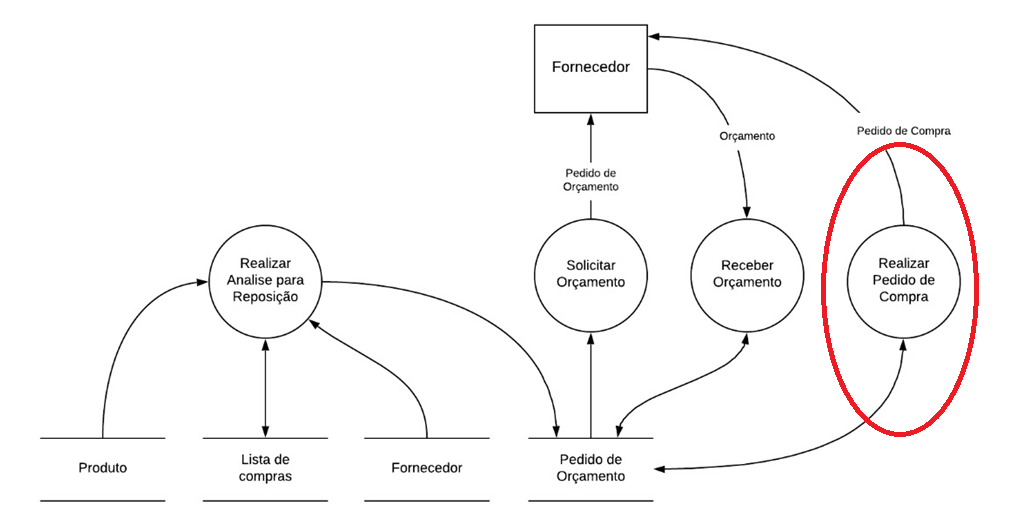 Fornecedor
Pedido de Compra
Orçamento
Pedido de
Orçamento
Realizar
Analise para
Reposição
Solicitar
Orçamento
Receber
Orçamento
Realizar
Pedido de
Compra
Produto
Lista de
compras
Fornecedor
Pedido de
Orçamento